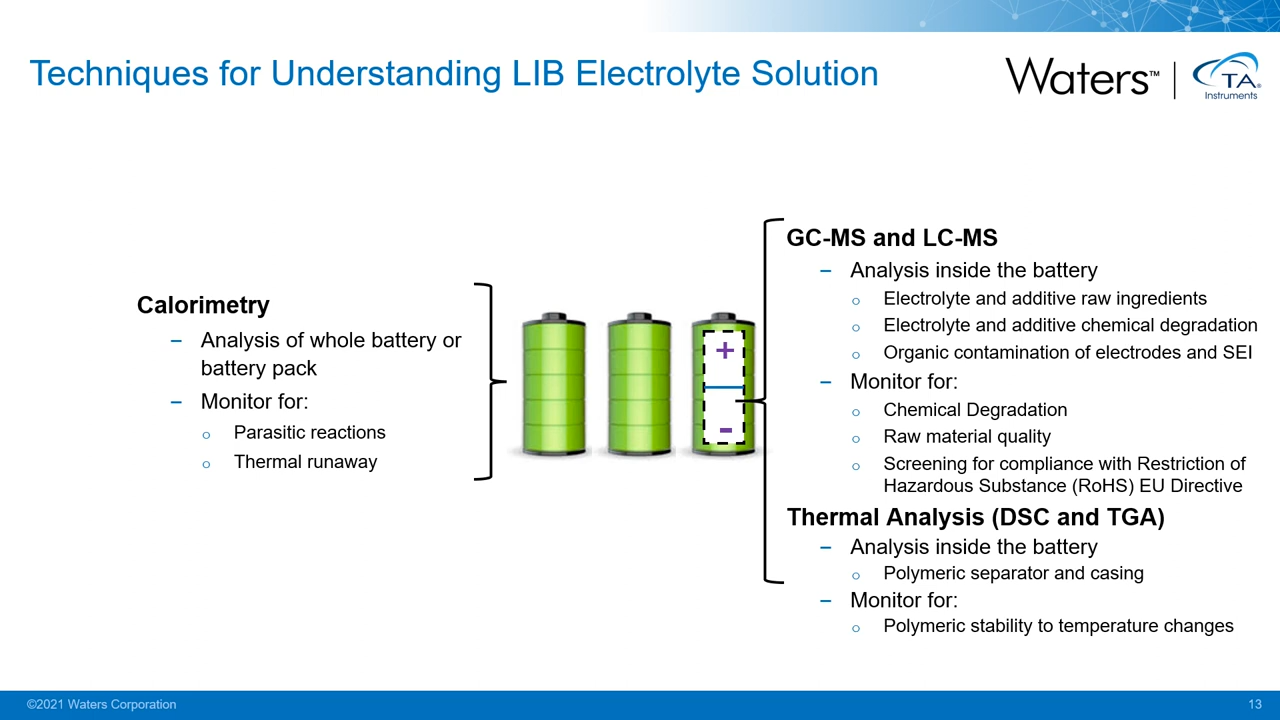 Techniques for Understanding LIB Electrolyte Solution
Waters™
TA®
Instruments
Calorimetry
– Analysis of whole battery or
battery pack
– Monitor for:
o Parasitic reactions
o Thermal runaway
+
-
GC-MS and LC-MS
– Analysis inside the battery
o Electrolyte and additive raw ingredients
o Electrolyte and additive chemical degradation
o Organic contamination of electrodes and SEI
– Monitor for:
o Chemical Degradation
o Raw material quality
o Screening for compliance with Restriction of
Hazardous Substance (RoHS) EU Directive
Thermal Analysis (DSC and TGA)
– Analysis inside the battery
o Polymeric separator and casing
– Monitor for:
o Polymeric stability to temperature changes
©2021 Waters Corporation
13